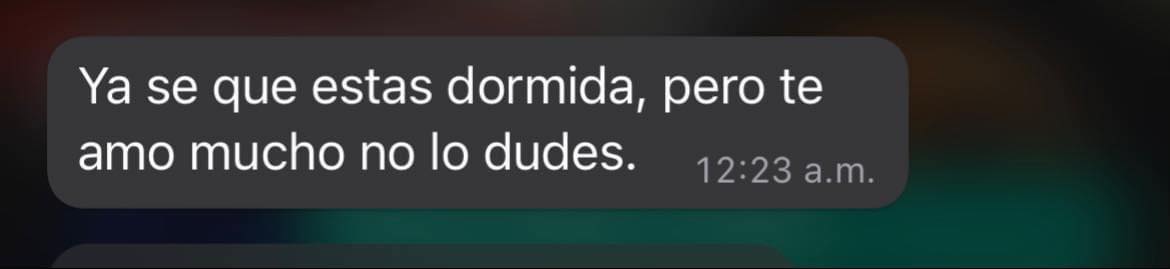 Ya se que estas dormida, pero te
amo mucho no lo dudes.
12:23 a.m.